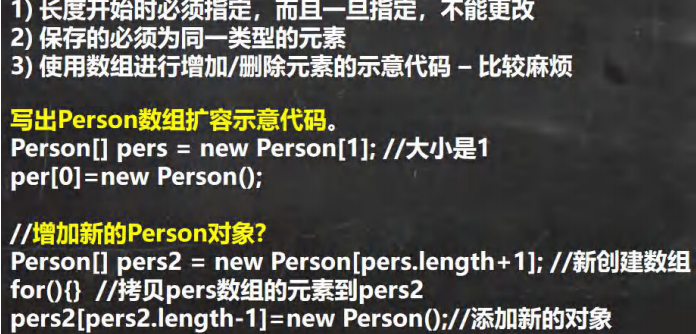 1) 长度开始时必须指定，而且一旦指定，不能更改
2) 保存的必须为同一类型的元素
3) 使用数组进行增加/删除元素的示意代码 – 比较麻烦
写出Person数组扩容示意代码。
Person[] pers = new Person[1]; //大小是1
per[0]=new Person();
//增加新的Person对象?
Person[] pers2 = new Person[pers.length+1]; //新创建数组
for(){} //拷贝pers数组的元素到pers2
pers2[pers2.length-1]=new Person();//添加新的对象